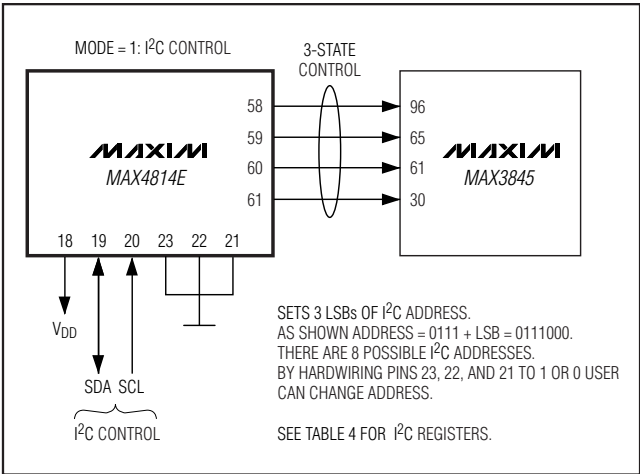 MODE = 1: I²C CONTROL
3-STATE
CONTROL
58
59
60
61
96
65
61
30
MAXIM
MAX4814E
MAXIM
MAX3845
18 19 20 23 22 21
VDD
SDA SCL
I²C CONTROL
SETS 3 LSBs OF I²C ADDRESS.
AS SHOWN ADDRESS = 0111 + LSB = 0111000.
THERE ARE 8 POSSIBLE I²C ADDRESSES.
BY HARDWIRING PINS 23, 22, AND 21 TO 1 OR 0 USER
CAN CHANGE ADDRESS.
SEE TABLE 4 FOR I²C REGISTERS.